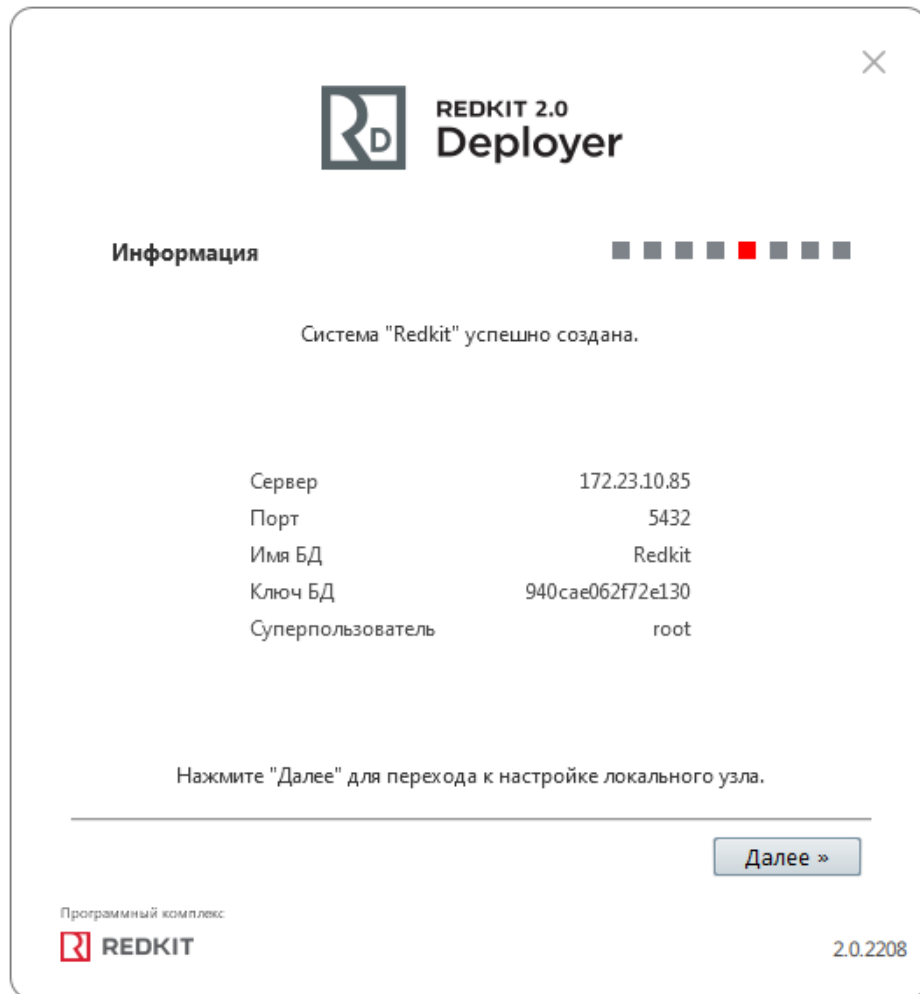 REDKIT 2.0
Deployer
Информация
Система "Redkit" успешно создана.
Сервер 172.23.10.85
Порт 5432
Имя БД Redkit
Ключ БД 940cae062f72e130
Суперпользователь root
Нажмите "Далее" для перехода к настройке локального узла.
Далее »
Программный комплекс
REDKIT
2.0.2208